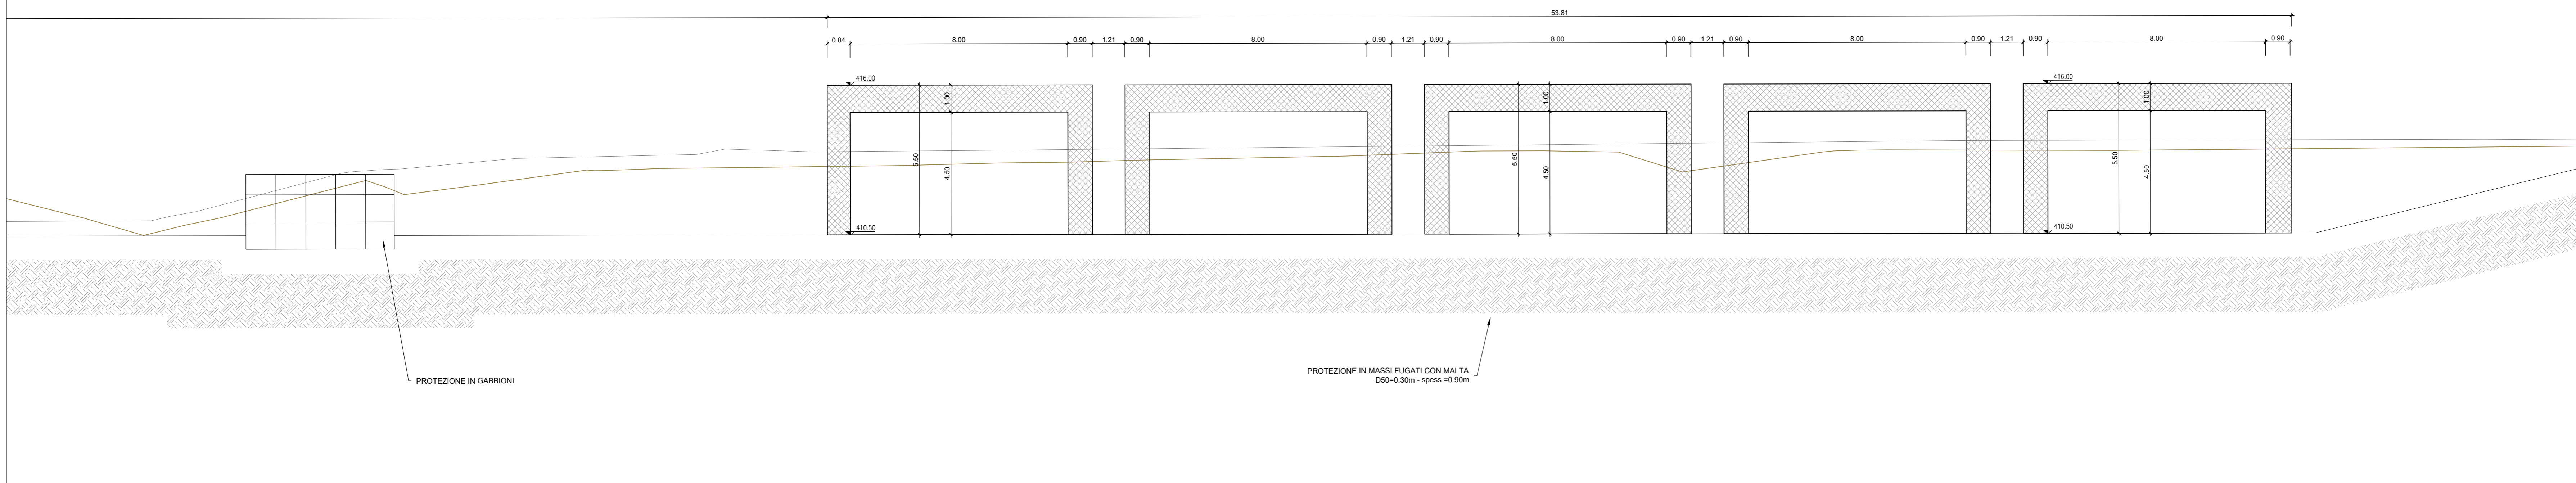 53.81
0.84 8.00 0.90 1.21 0.90 8.00 0.90 1.21 0.90 8.00 0.90 1.21 0.90 8.00 0.90 1.21 0.90 8.00 0.90
416,00 416,00
1.00 1.00 1.00
5.50 4.50 5.50 4.50 5.50 4.50
410,50 410,50
PROTEZIONE IN GABBIONI
PROTEZIONE IN MASSI FUGATI CON MALTA
D50=0.30m - spess.=0.90m